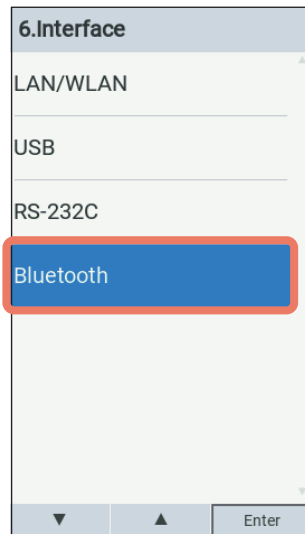 6.Interface
LAN/WLAN
USB
RS-232C
Bluetooth
▼ ▲ Enter